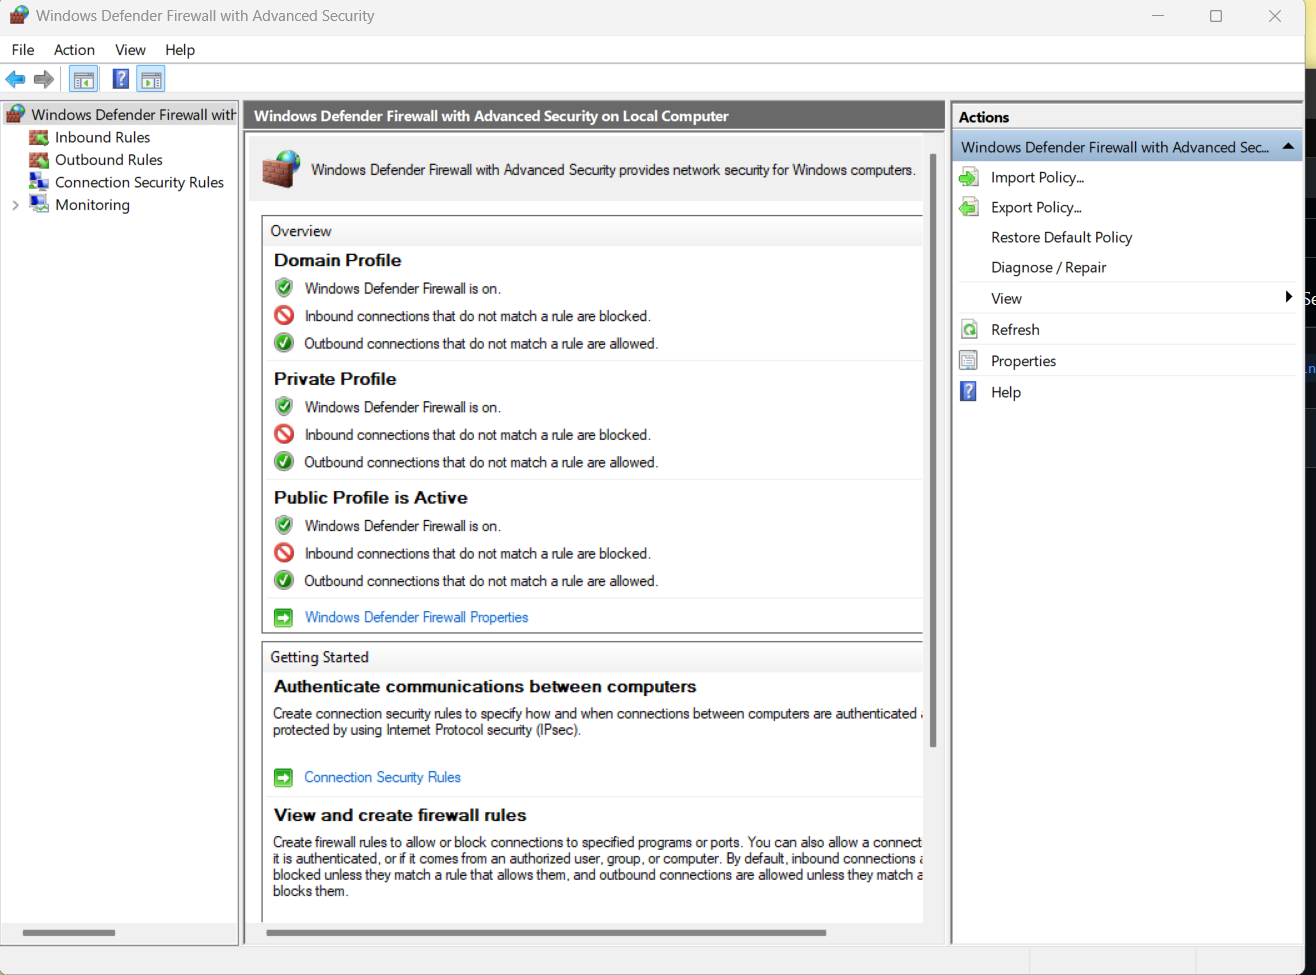 Windows Defender Firewall with Advanced Security
File Action View Help
Windows Defender Firewall with
Inbound Rules
Outbound Rules
Connection Security Rules
Monitoring
Windows Defender Firewall with Advanced Security on Local Computer
Windows Defender Firewall with Advanced Security provides network security for Windows computers.
Overview
Domain Profile
Windows Defender Firewall is on.
Inbound connections that do not match a rule are blocked.
Outbound connections that do not match a rule are allowed.
Private Profile
Windows Defender Firewall is on.
Inbound connections that do not match a rule are blocked.
Outbound connections that do not match a rule are allowed.
Public Profile is Active
Windows Defender Firewall is on.
Inbound connections that do not match a rule are blocked.
Outbound connections that do not match a rule are allowed.
Windows Defender Firewall Properties
Getting Started
Authenticate communications between computers
Create connection security rules to specify how and when connections between computers are authenticated
protected by using Internet Protocol security (IPsec).
Connection Security Rules
View and create firewall rules
Create firewall rules to allow or block connections to specified programs or ports. You can also allow a connect
it is authenticated, or if it comes from an authorized user, group, or computer. By default, inbound connections
blocked unless they match a rule that allows them, and outbound connections are allowed unless they match a
blocks them.
Actions
Windows Defender Firewall with Advanced Sec...
Import Policy...
Export Policy...
Restore Default Policy
Diagnose / Repair
View
Refresh
Properties
Help